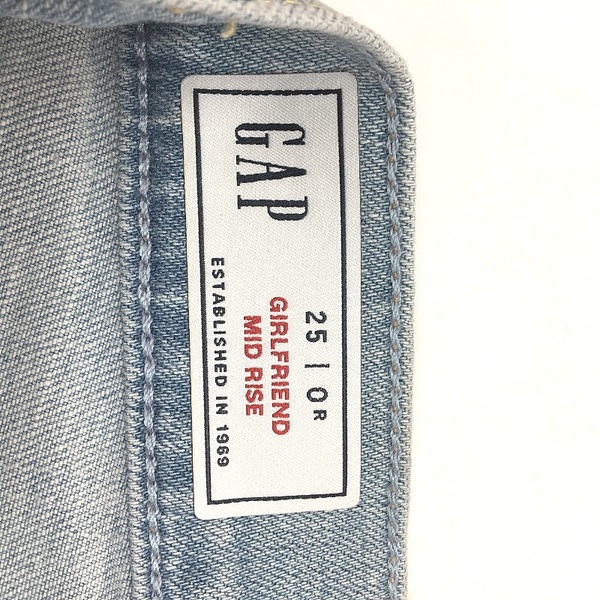 GAP
25 | 0R
GIRLFRIEND
MID RISE
ESTABLISHED IN 1969